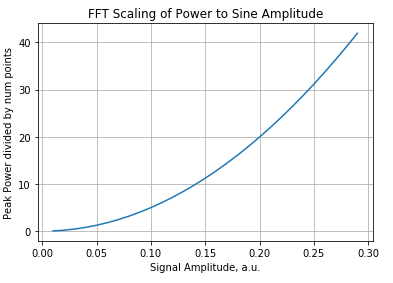 FFT Scaling of Power to Sine Amplitude
Peak Power divided by num points
40
30
20
10
0
0.00 0.05 0.10 0.15 0.20 0.25 0.30
Signal Amplitude, a.u.